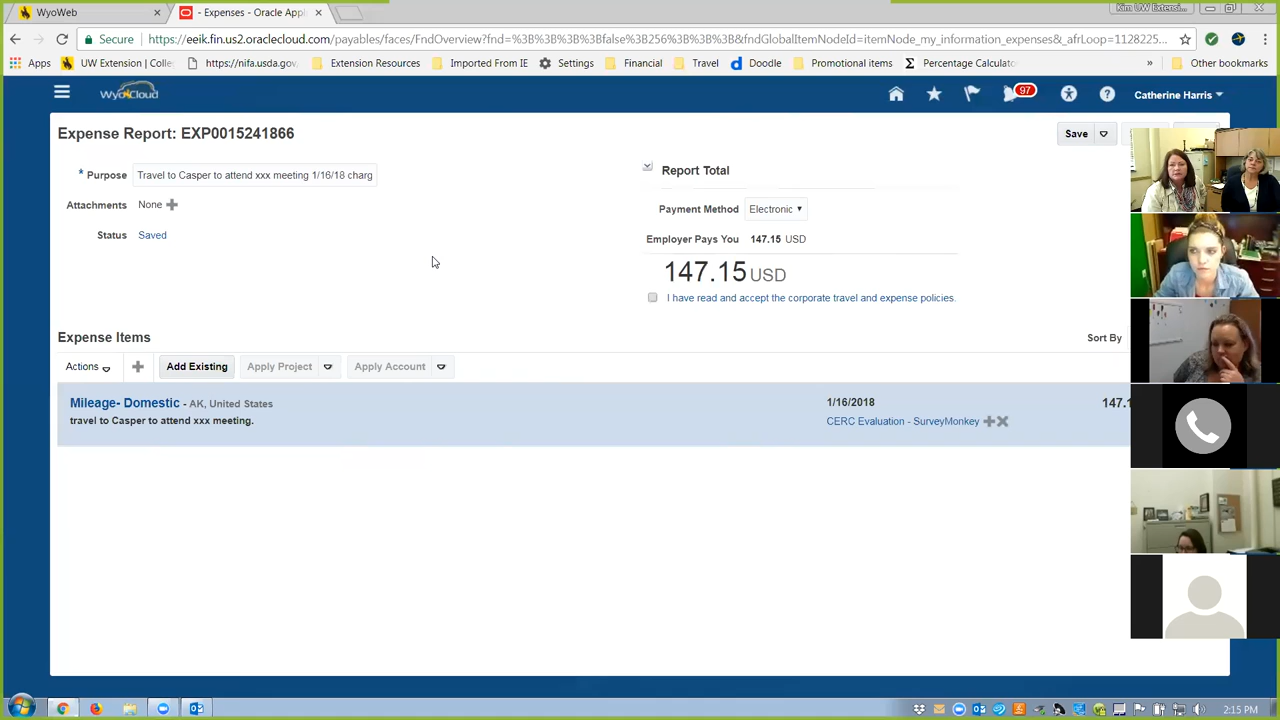 WyoWeb
- Expenses - Oracle Appl
Kim UW Extensi...
Secure
https://eeik.fin.us2.oraclecloud.com/payables/faces/FndOverview?fnd=%3B%3B%3B%3Bfalse%3B256%3B%3B%3B&fndGlobalItemNodeId=itemNode_my_information_expenses&_afrLoop=1128225...
Apps
UW Extension | Colle
https://nifa.usda.gov
Extension Resources
Imported From IE
Settings
Financial
Travel
Doodle
Promotional items
Percentage Calculato
»
Other bookmarks
WyoCloud
97
Catherine Harris
Expense Report: EXP0015241866
Save
* Purpose
Travel to Casper to attend xxx meeting 1/16/18 charg
Attachments None
Status Saved
Report Total
Payment Method Electronic
Employer Pays You 147.15 USD
147.15 USD
I have read and accept the corporate travel and expense policies.
Expense Items
Sort By
Actions
Add Existing
Apply Project
Apply Account
Mileage- Domestic - AK, United States
1/16/2018
147.1
travel to Casper to attend xxx meeting.
CERC Evaluation - SurveyMonkey
2:15 PM